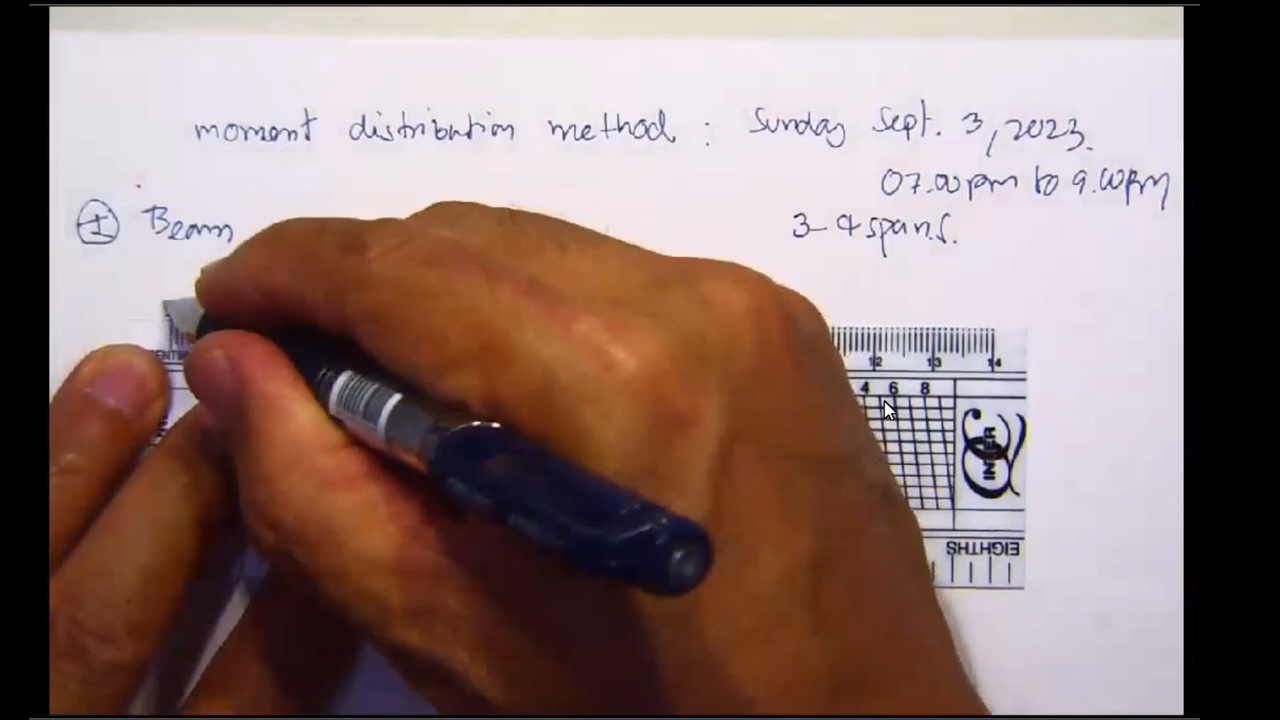 moment distribution method : Sunday Sept. 3, 2023.
07.00pm to 9.00pm
① Beam
3-4 spans.
12 13 14
4 6 8
INTER
EIGHTHS